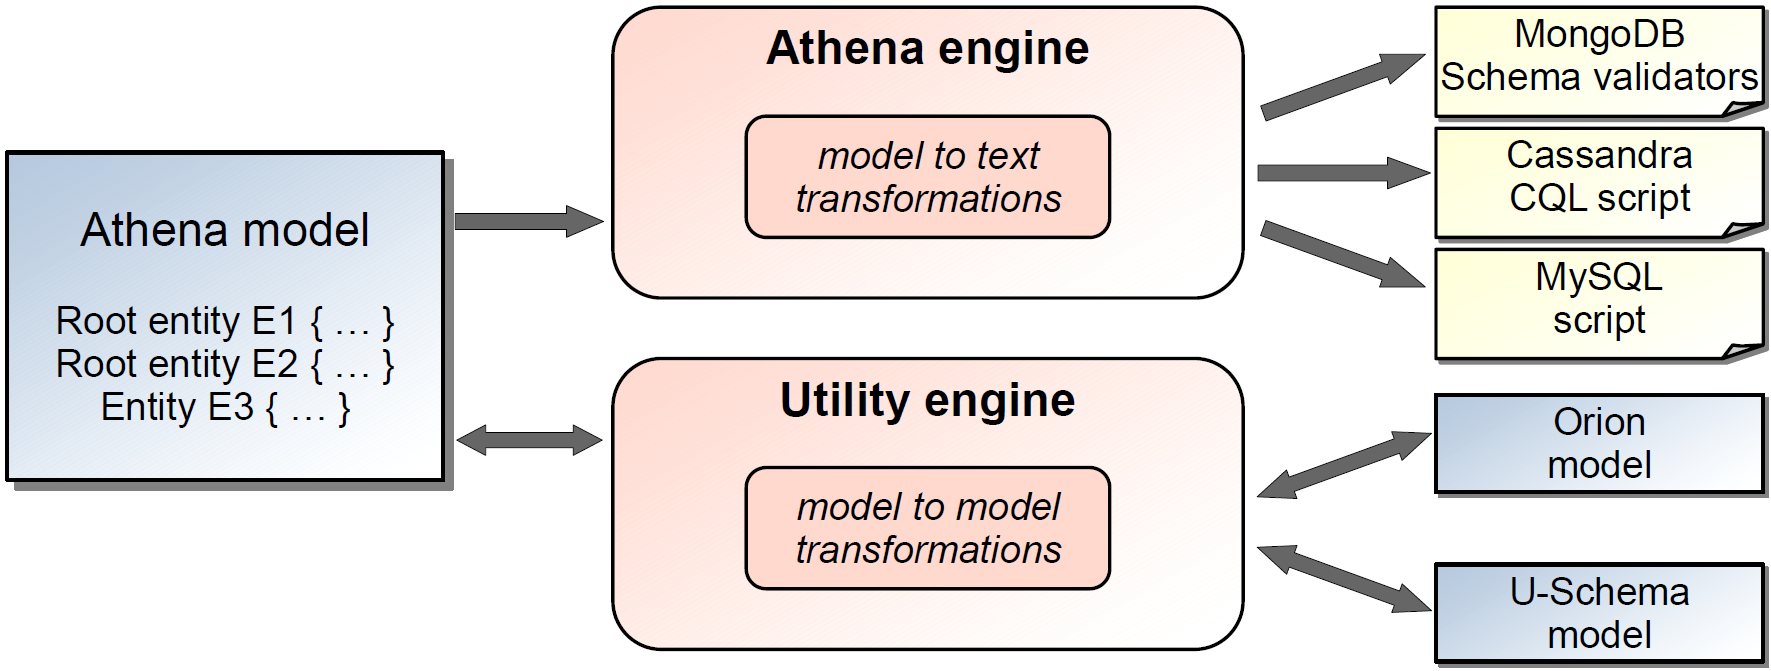 Athena model
Root entity E1 { … }
Root entity E2 { … }
Entity E3 { … }
Athena engine
model to text
transformations
Utility engine
model to model
transformations
MongoDB
Schema validators
Cassandra
CQL script
MySQL
script
Orion
model
U-Schema
model